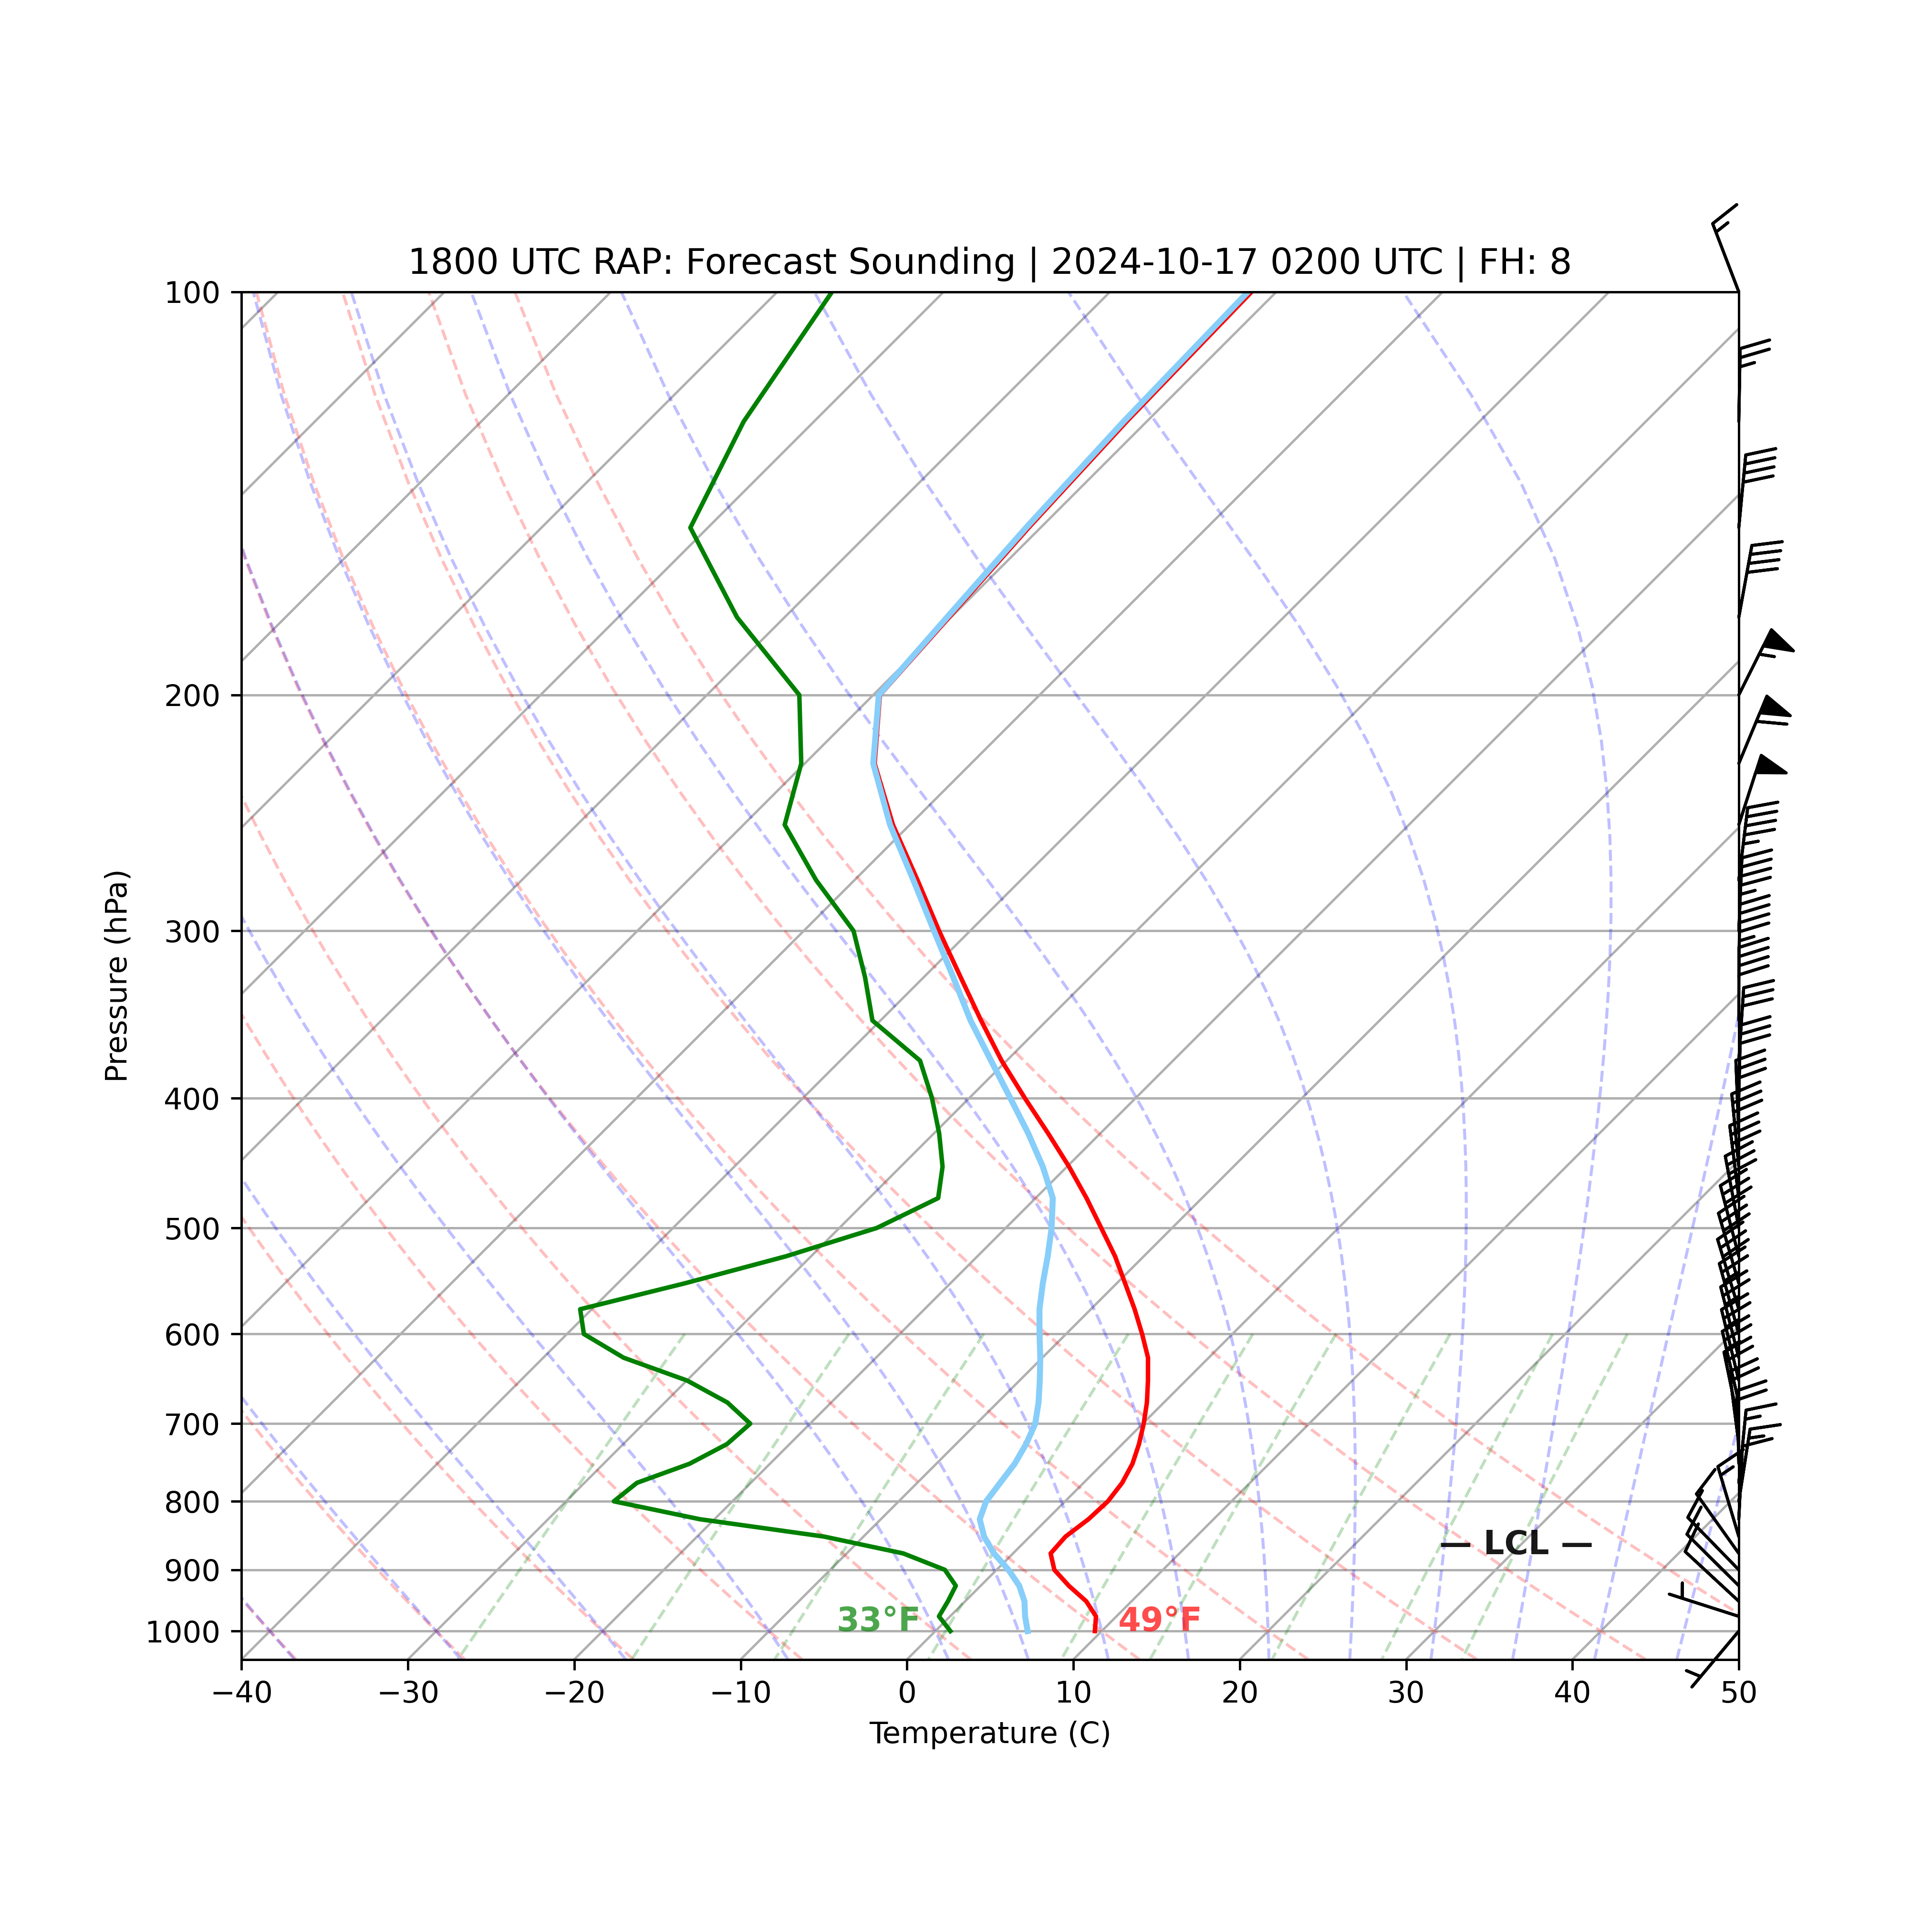 1800 UTC RAP: Forecast Sounding | 2024-10-17 0200 UTC | FH: 8
100
200
300
400
500
600
700
800
900
1000
Pressure (hPa)
— LCL —
33°F
49°F
−40 −30 −20 −10 0 10 20 30 40 50
Temperature (C)